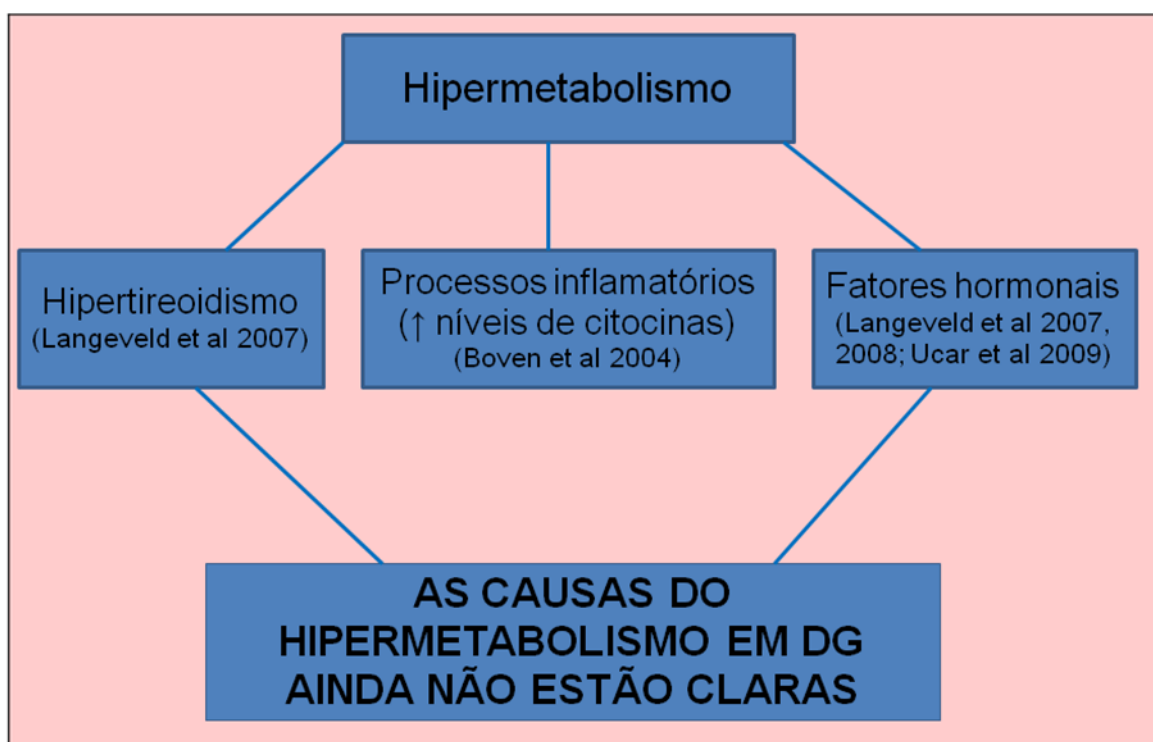 Hipermetabolismo
Hipertireoidismo
(Langeveld et al 2007)
Processos inflamatórios
(↑ níveis de citocinas)
(Boven et al 2004)
Fatores hormonais
(Langeveld et al 2007,
2008; Ucar et al 2009)
AS CAUSAS DO
HIPERMETABOLISMO EM DG
AINDA NÃO ESTÃO CLARAS